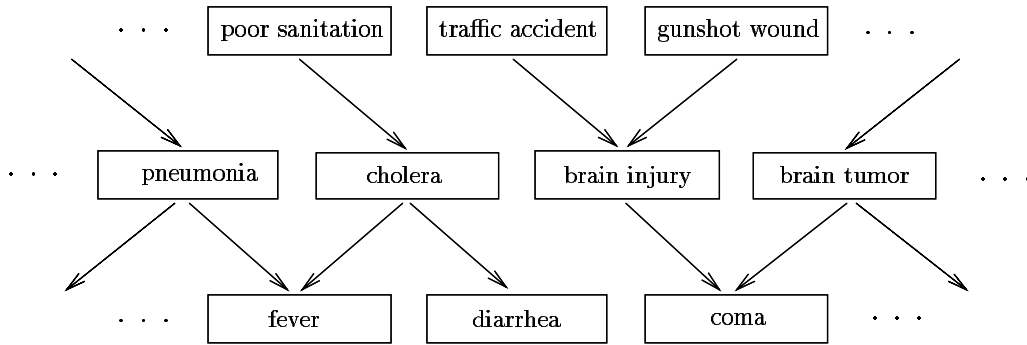 . . . poor sanitation traffic accident gunshot wound . . .
. . . pneumonia cholera brain injury brain tumor . . .
. . . fever diarrhea coma . . .